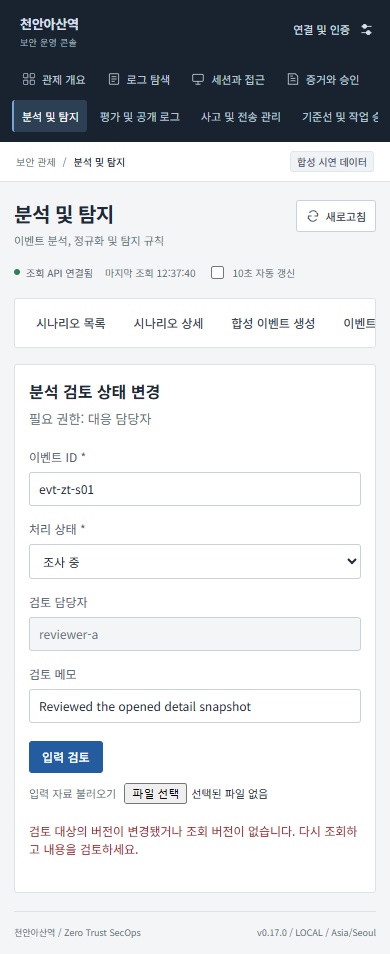 천안아산역
보안 운영 콘솔
연결 및 인증
관제 개요
로그 탐색
세션과 접근
증거와 승인
분석 및 탐지
평가 및 공개 로그
사고 및 전송 관리
기준선 및 작업
보안 관제 / 분석 및 탐지
합성 시연 데이터
분석 및 탐지
새로고침
이벤트 분석, 정규화 및 탐지 규칙
조회 API 연결됨
마지막 조회 12:37:40
10초 자동 갱신
시나리오 목록
시나리오 상세
합성 이벤트 생성
이벤트
분석 검토 상태 변경
필요 권한: 대응 담당자
이벤트 ID *
evt-zt-s01
처리 상태 *
조사 중
검토 담당자
reviewer-a
검토 메모
Reviewed the opened detail snapshot
입력 검토
입력 자료 불러오기
파일 선택
선택된 파일 없음
검토 대상의 버전이 변경됐거나 조회 버전이 없습니다. 다시 조회하
고 내용을 검토하세요.
천안아산역 / Zero Trust SecOps
v0.17.0 / LOCAL / Asia/Seoul